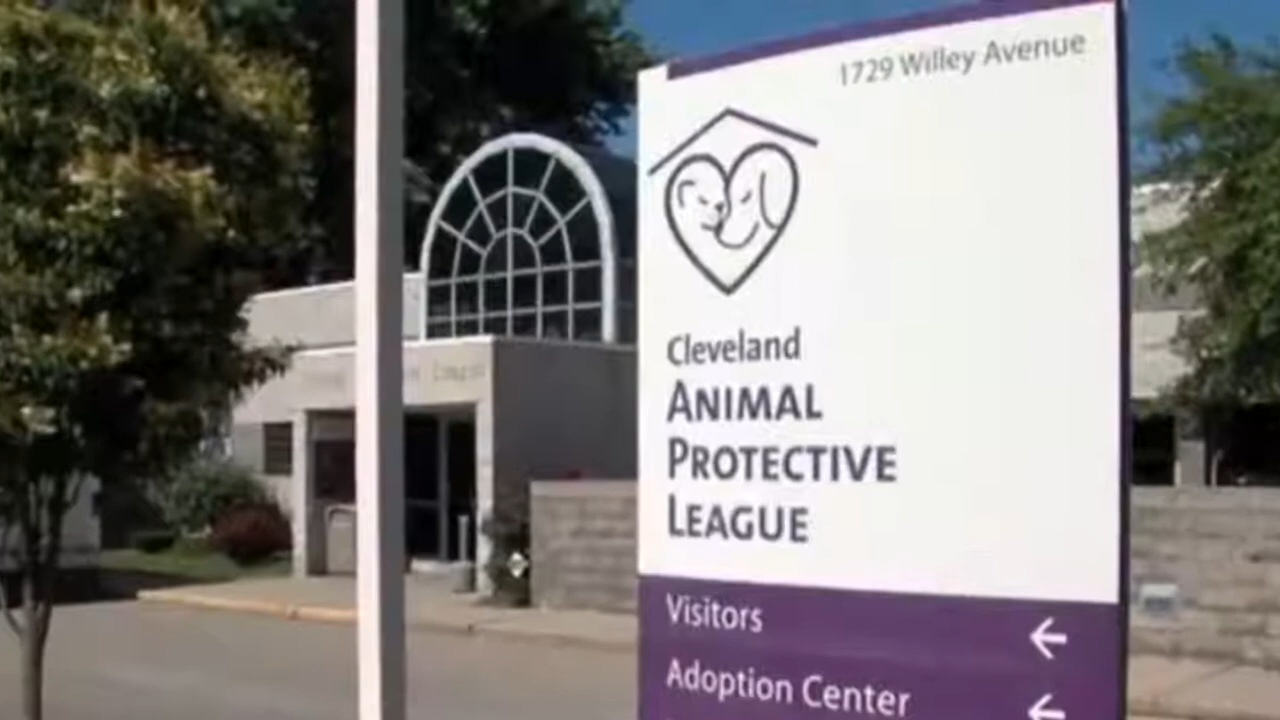 1729 Willey Avenue
Cleveland
ANIMAL
PROTECTIVE
LEAGUE
Visitors
Adoption Center